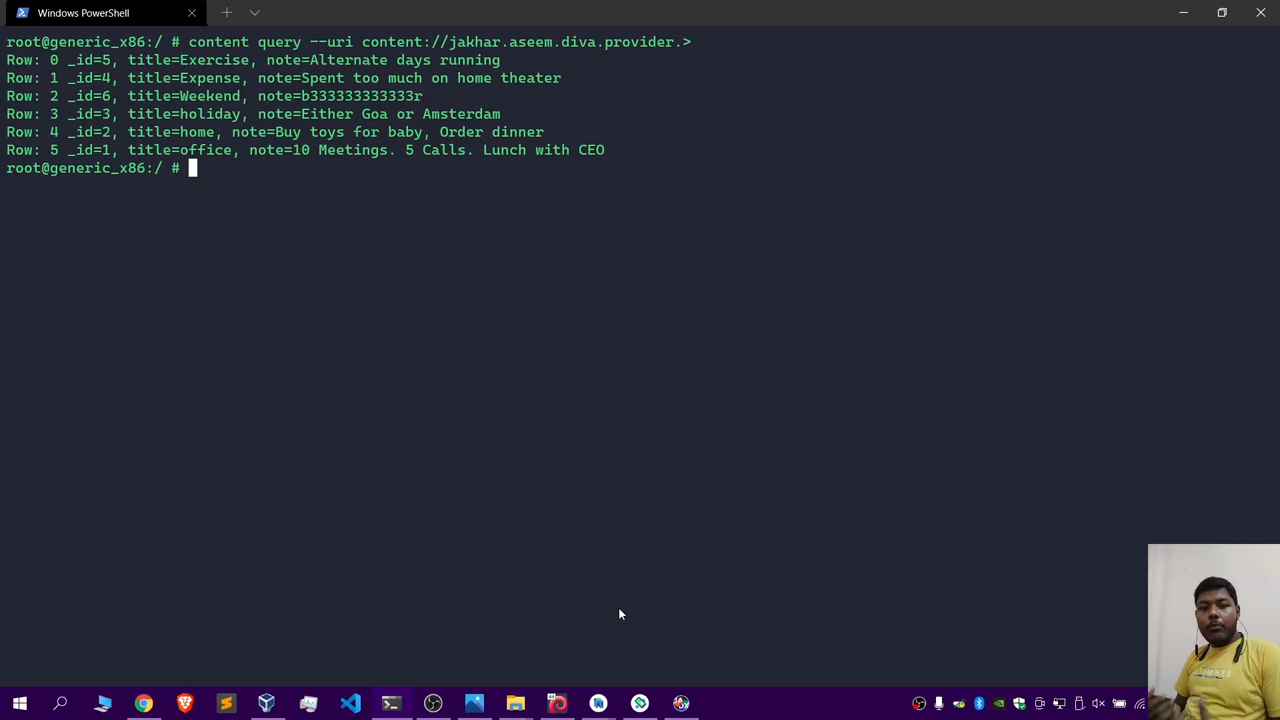 Windows PowerShell
root@generic_x86:/ # content query --uri content://jakhar.aseem.diva.provider.>
Row: 0 _id=5, title=Exercise, note=Alternate days running
Row: 1 _id=4, title=Expense, note=Spent too much on home theater
Row: 2 _id=6, title=Weekend, note=b333333333333r
Row: 3 _id=3, title=holiday, note=Either Goa or Amsterdam
Row: 4 _id=2, title=home, note=Buy toys for baby, Order dinner
Row: 5 _id=1, title=office, note=10 Meetings. 5 Calls. Lunch with CEO
root@generic_x86:/ #